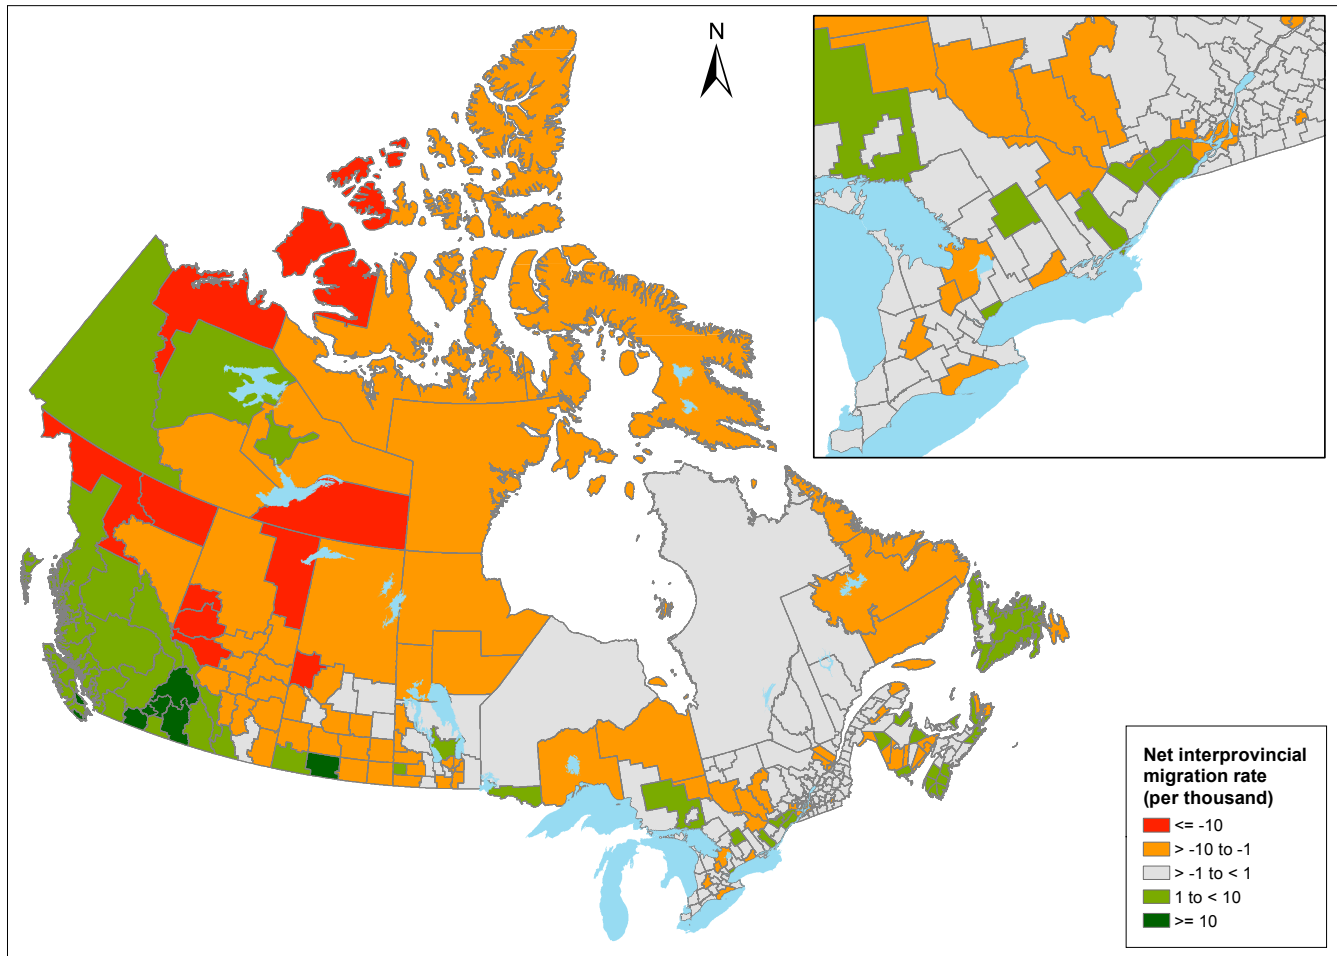 N
Net interprovincial
migration rate
(per thousand)
<= -10
> -10 to -1
> -1 to < 1
1 to < 10
>= 10